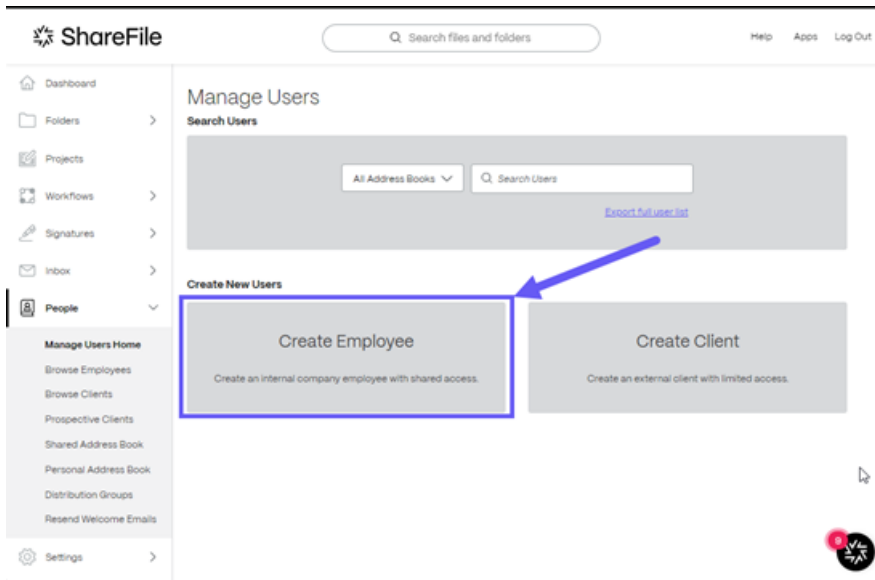 ShareFile
Search files and folders
Help Apps Log Out
Dashboard
Folders
Projects
Workflows
Signatures
Inbox
People
Manage Users Home
Browse Employees
Browse Clients
Prospective Clients
Shared Address Book
Personal Address Book
Distribution Groups
Resend Welcome Emails
Settings
Manage Users
Search Users
All Address Books
Search Users
Export full user list
Create New Users
Create Employee
Create an internal company employee with shared access.
Create Client
Create an external client with limited access.
9